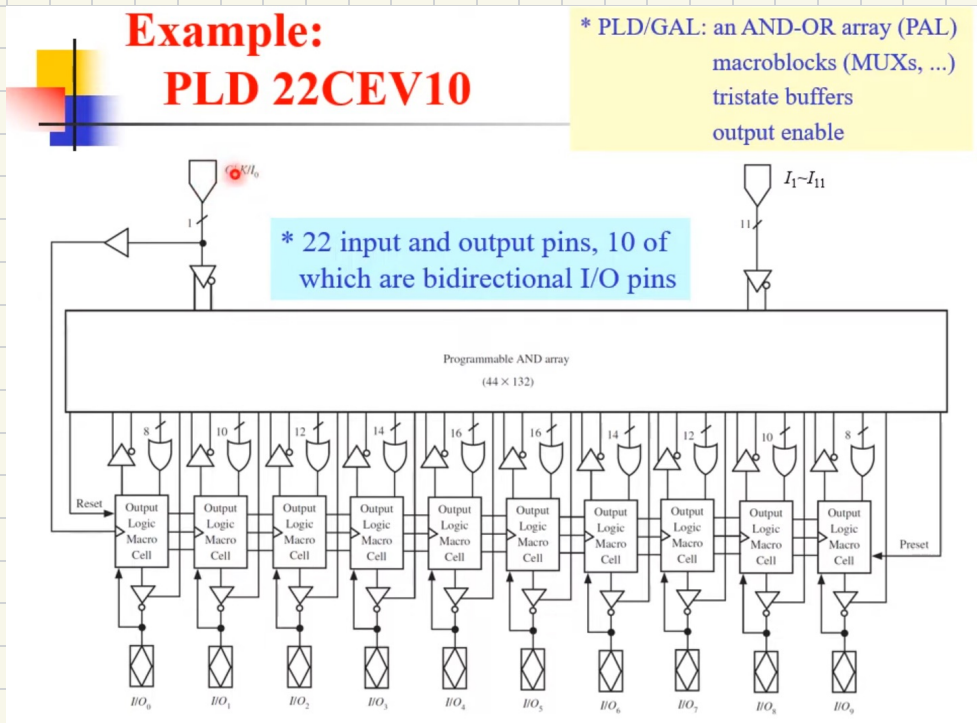 Example:
PLD 22CEV10
* PLD/GAL: an AND-OR array (PAL)
macroblocks (MUXs, ...)
tristate buffers
output enable
I₁~I₁₁
1
11
* 22 input and output pins, 10 of
which are bidirectional I/O pins
Programmable AND array
(44 × 132)
8
10
12
14
16
16
14
12
10
8
Reset
Output
Logic
Macro
Cell
Output
Logic
Macro
Cell
Output
Logic
Macro
Cell
Output
Logic
Macro
Cell
Output
Logic
Macro
Cell
Output
Logic
Macro
Cell
Output
Logic
Macro
Cell
Output
Logic
Macro
Cell
Output
Logic
Macro
Cell
Output
Logic
Macro
Cell
Preset
I/O₀
I/O₁
I/O₂
I/O₃
I/O₄
I/O₅
I/O₆
I/O₇
I/O₈
I/O₉